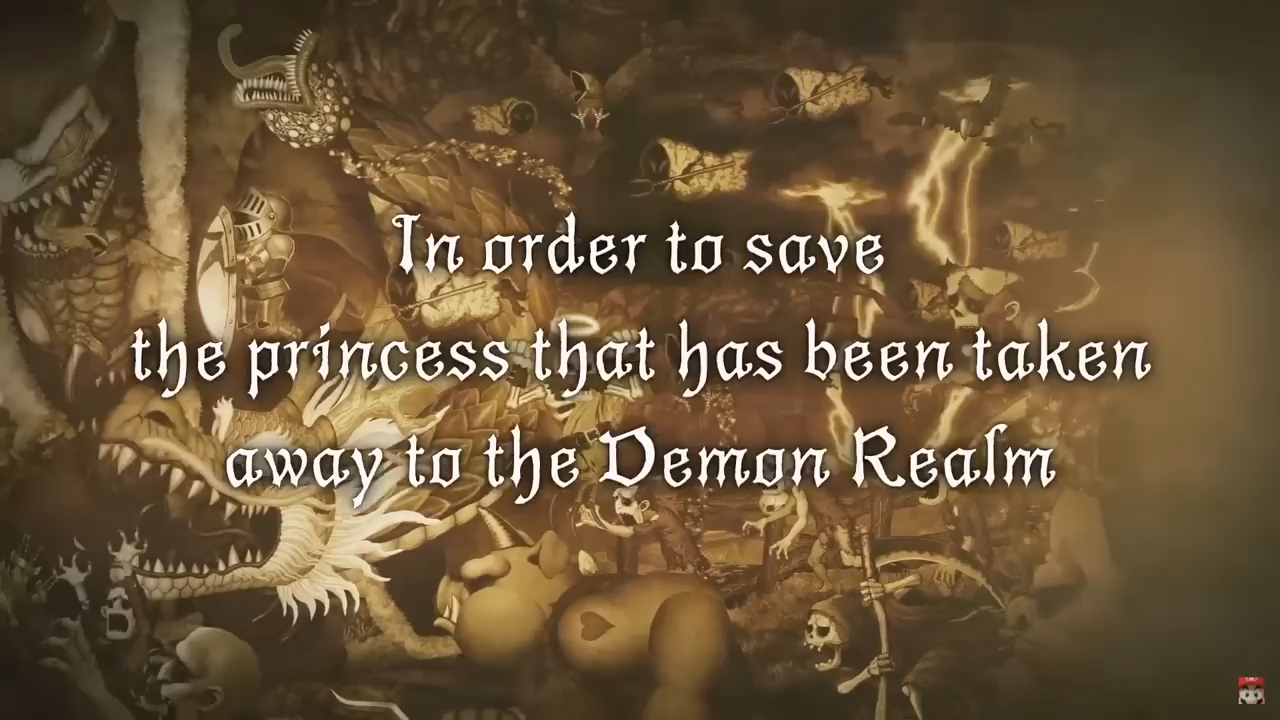 In order to save
the princess that has been taken
away to the Demon Realm